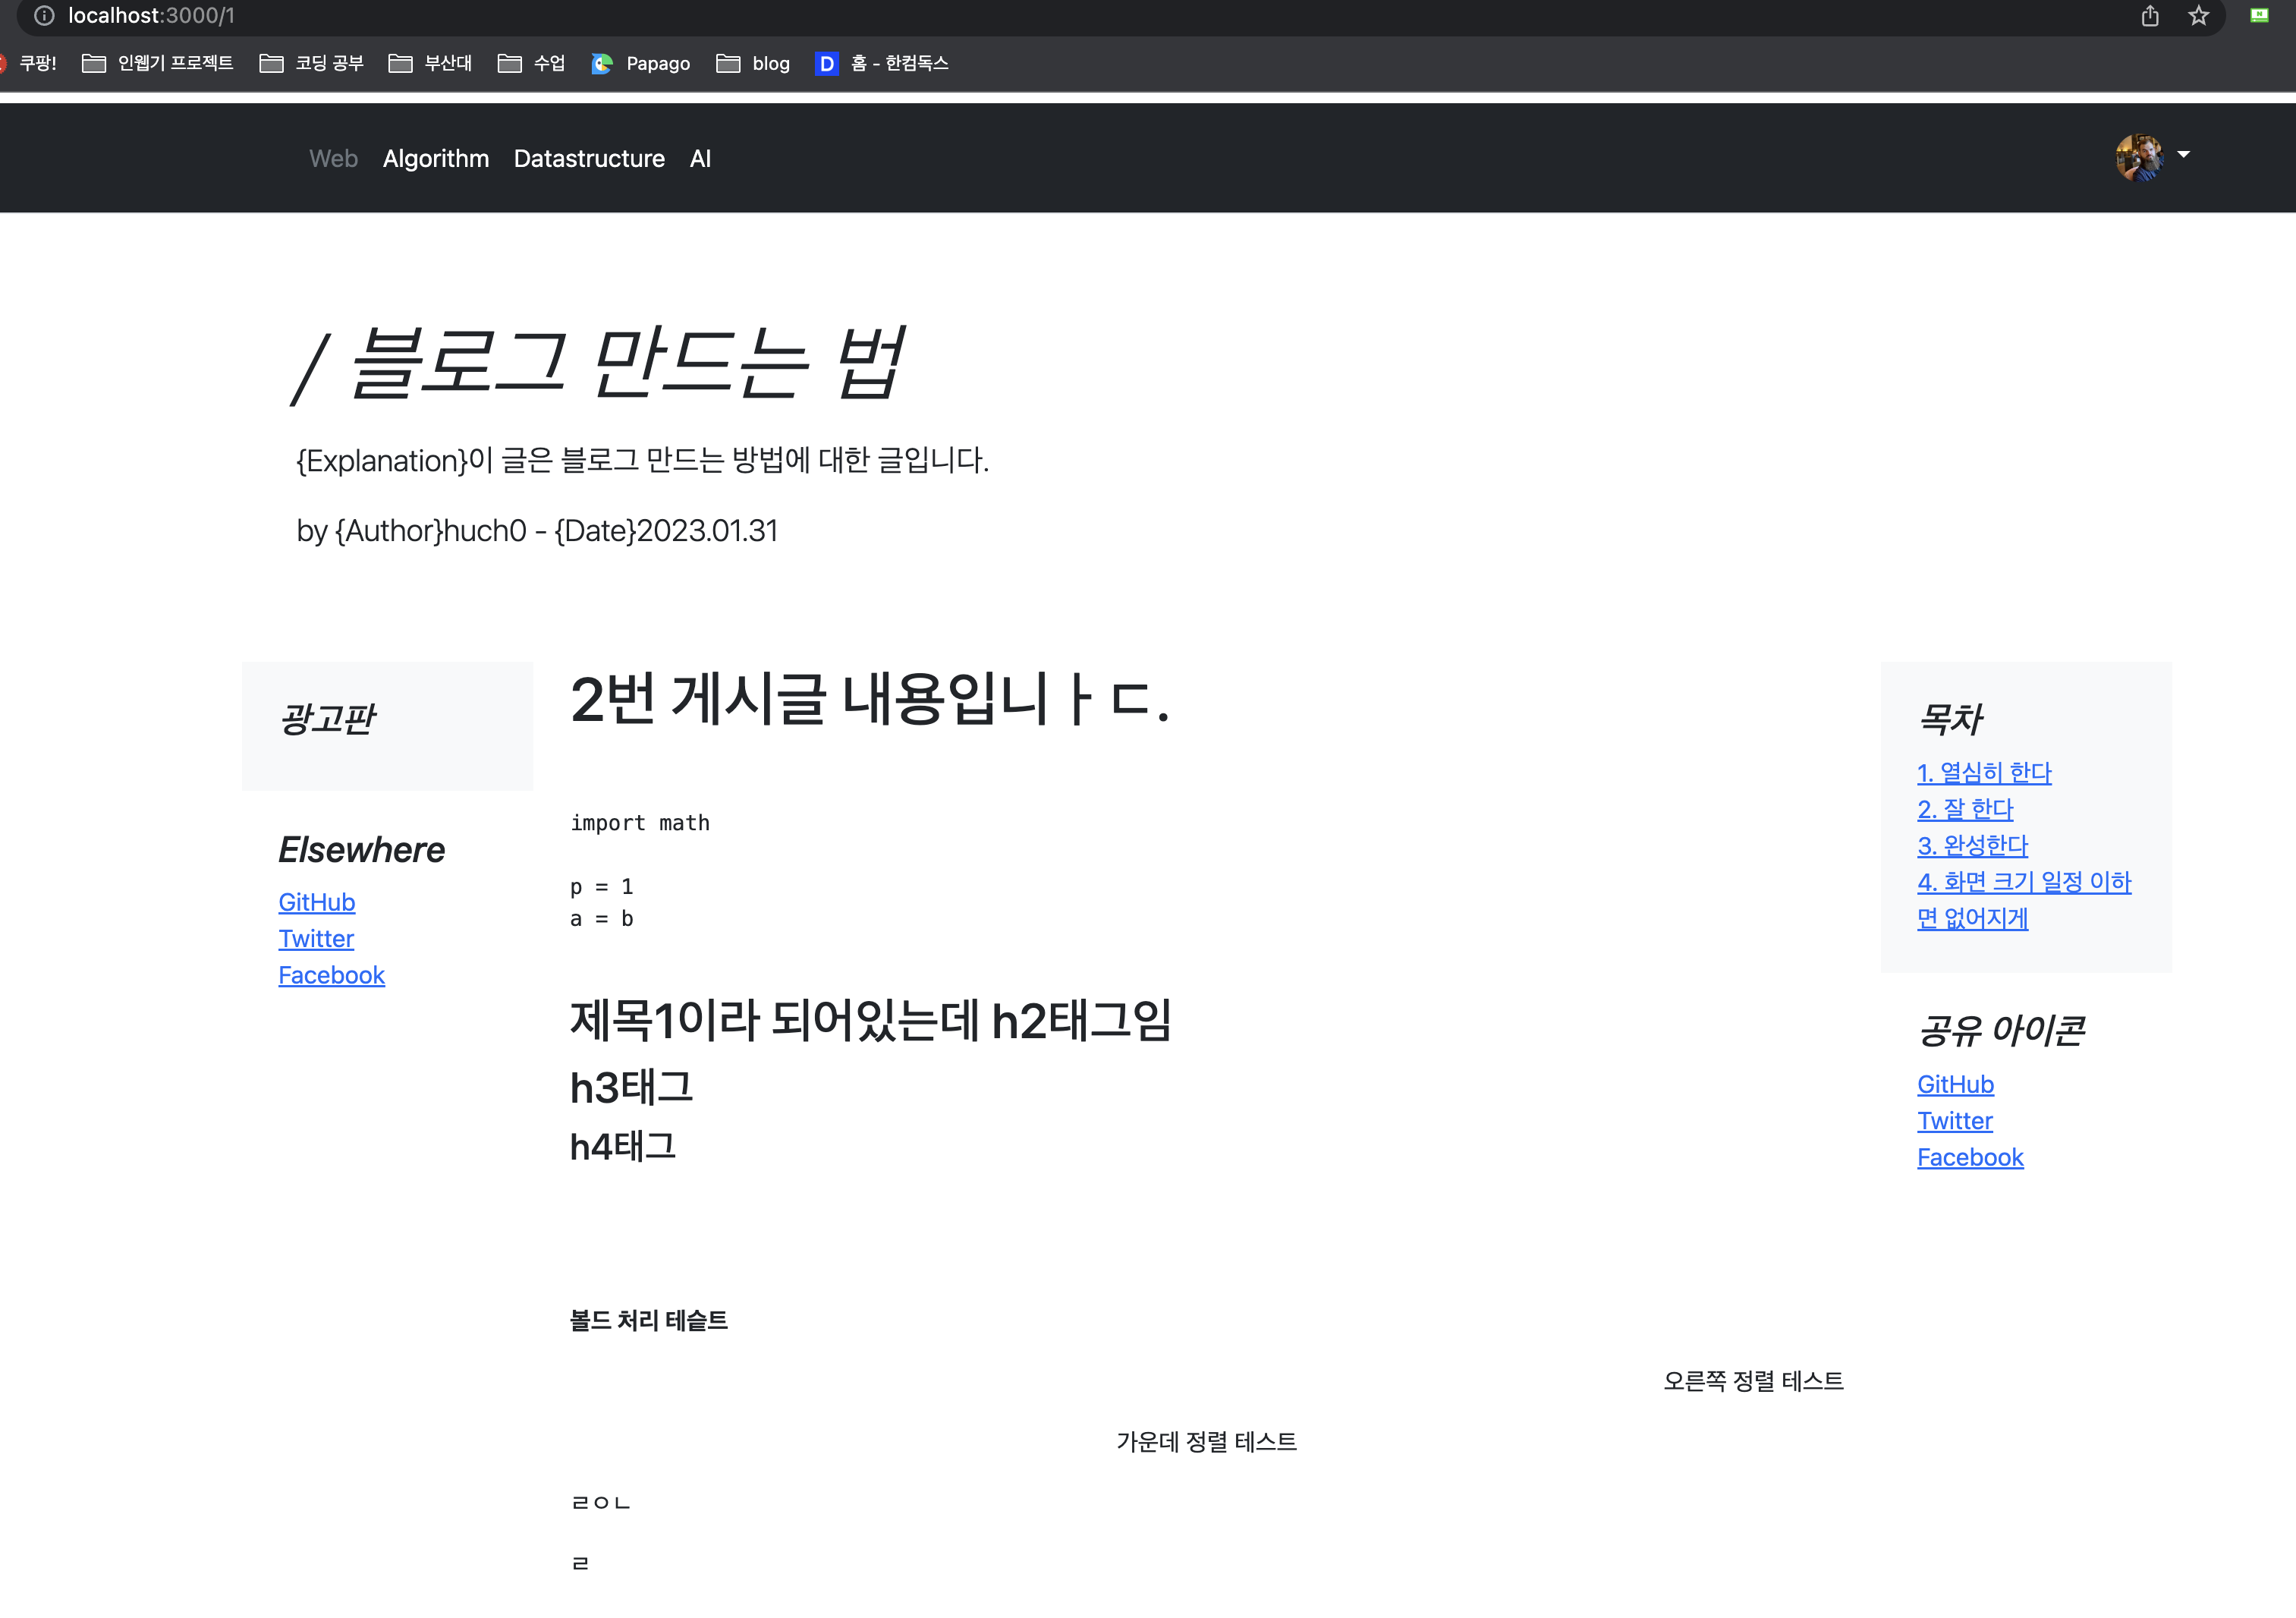 localhost:3000/1
쿠팡! 인웹기 프로젝트 코딩 공부 부산대 수업 Papago blog D 홈 - 한컴독스
Web Algorithm Datastructure AI
/ 블로그 만드는 법
{Explanation}이 글은 블로그 만드는 방법에 대한 글입니다.
by {Author}huch0 - {Date}2023.01.31
광고판
Elsewhere
GitHub
Twitter
Facebook
2번 게시글 내용입니ㅏㄷ.
import math
p = 1
a = b
제목1이라 되어있는데 h2태그임
h3태그
h4태그
볼드 처리 테슽트
오른쪽 정렬 테스트
가운데 정렬 테스트
ㄹㅇㄴ
ㄹ
목차
1. 열심히 한다
2. 잘 한다
3. 완성한다
4. 화면 크기 일정 이하
면 없어지게
공유 아이콘
GitHub
Twitter
Facebook